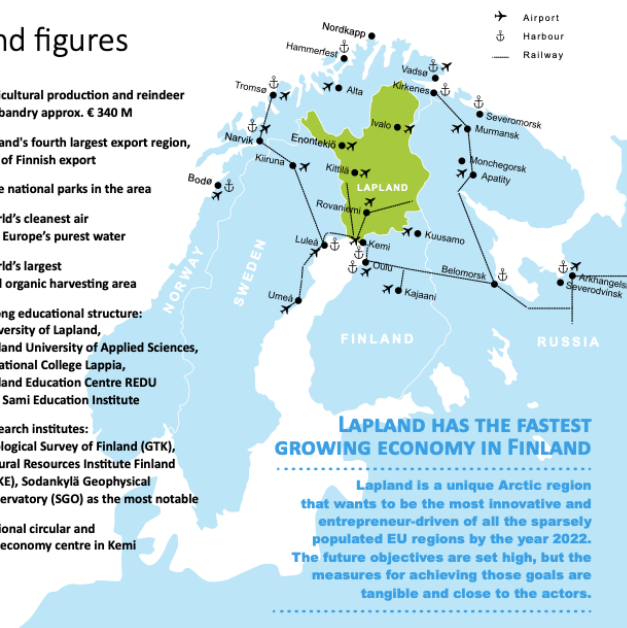 nd figures
icultural production and reindeer
bandry approx. € 340 M
and's fourth largest export region,
of Finnish export
e national parks in the area
rld's cleanest air
Europe's purest water
rld's largest
d organic harvesting area
ong educational structure:
versity of Lapland,
land University of Applied Sciences,
ational College Lappia,
land Education Centre REDU
Sami Education Institute
earch institutes:
ological Survey of Finland (GTK),
ural Resources Institute Finland
KE), Sodankylä Geophysical
servatory (SGO) as the most notable
ional circular and
economy centre in Kemi
Airport
Harbour
Railway
Nordkapp
Hammerfest
Vadsø
Tromsø
Alta
Kirkenes
Severomorsk
Ivalo
Murmansk
Narvik
Enontekiö
Kiiruna
Monchegorsk
Kittilä
Apatity
Bodø
LAPLAND
Rovaniemi
Luleå
Kemi
Kuusamo
Oulu
Belomorsk
Arkhangels
Severodvinsk
Umeå
Kajaani
NORWAY
SWEDEN
FINLAND
RUSSIA
LAPLAND HAS THE FASTEST
GROWING ECONOMY IN FINLAND
Lapland is a unique Arctic region
that wants to be the most innovative and
entrepreneur-driven of all the sparsely
populated EU regions by the year 2022.
The future objectives are set high, but the
measures for achieving those goals are
tangible and close to the actors.